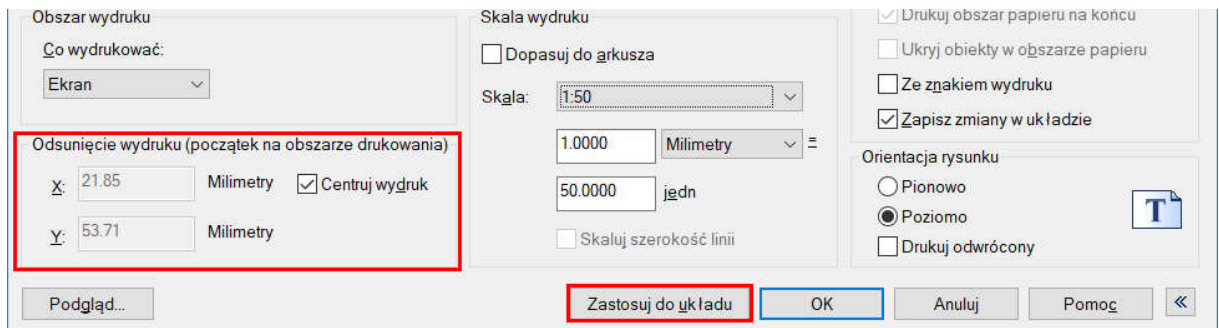 Obszar wydruku
Co wydrukować:
Ekran
Odsunięcie wydruku (początek na obszarze drukowania)
X: 21.85 Milimetry Centruj wydruk
Y: 53.71 Milimetry
Skala wydruku
Dopasuj do arkusza
Skala: 1:50
1.0000 Milimetry =
50.0000 jedn
Skaluj szerokość linii
Drukuj obszar papieru na końcu
Ukryj obiekty w obszarze papieru
Ze znakiem wydruku
Zapisz zmiany w układzie
Orientacja rysunku
Pionowo
Poziomo
Drukuj odwrócony
T
Podgląd... Zastosuj do układu OK Anuluj Pomoc «